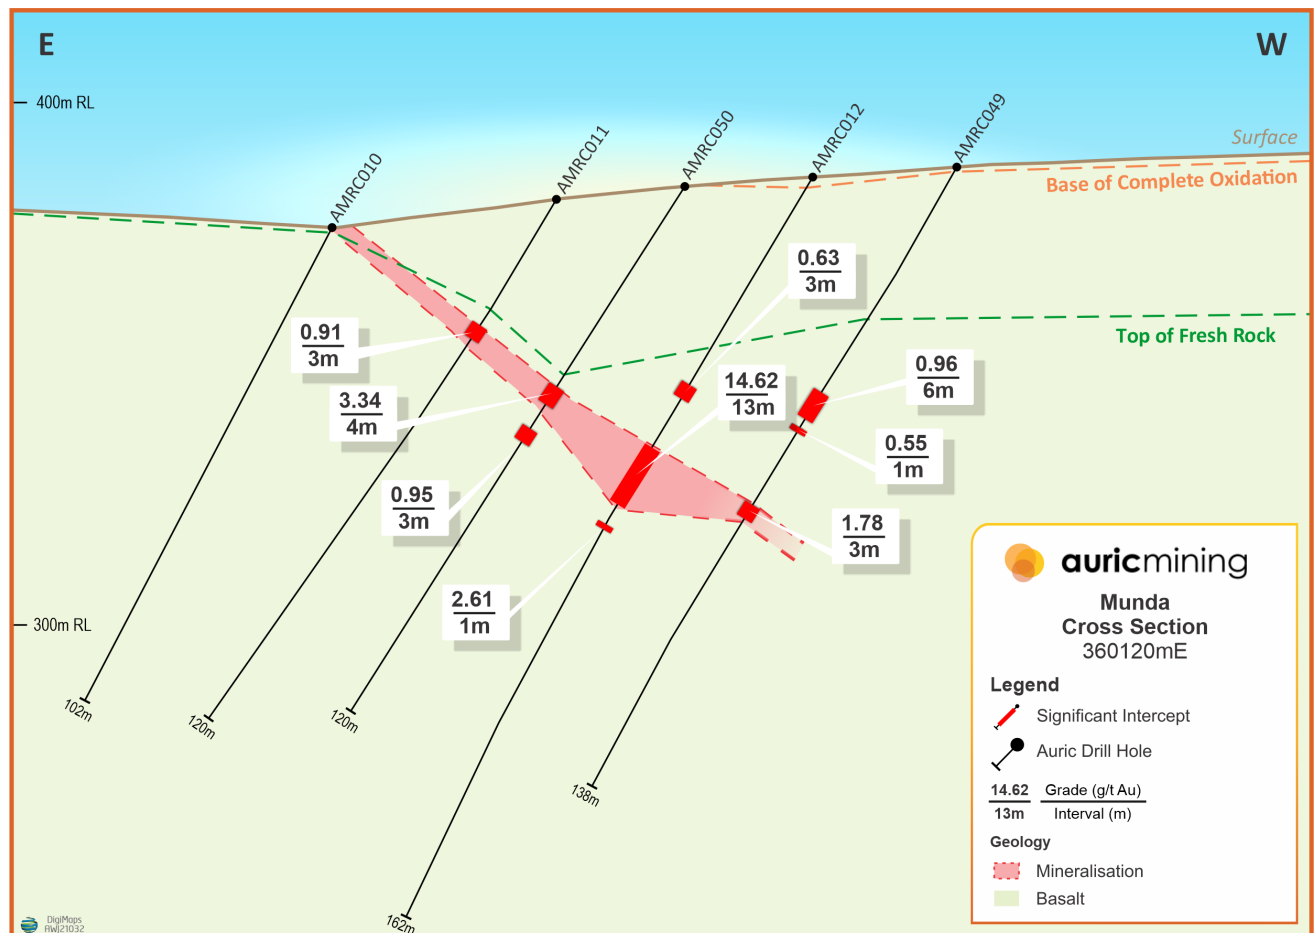 E
W
400m RL
AMRC010
AMRC011
AMRC050
AMRC012
AMRC049
Surface
Base of Complete Oxidation
0.63
3m
Top of Fresh Rock
0.91
3m
3.34
4m
14.62
13m
0.96
6m
0.55
1m
0.95
3m
1.78
3m
2.61
1m
300m RL
102m
120m
120m
138m
162m
auricmining
Munda
Cross Section
360120mE
Legend
Significant Intercept
Auric Drill Hole
14.62 Grade (g/t Au)
13m Interval (m)
Geology
Mineralisation
Basalt
DigiMaps
AWJ21032